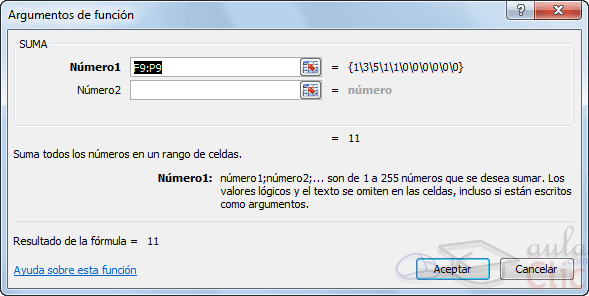 Argumentos de función
SUMA
Número1 F9:P9 = {1\3\5\1\1\0\0\0\0\0\0}
Número2 = número
= 11
Suma todos los números en un rango de celdas.
Número1: número1;número2;... son de 1 a 255 números que se desea sumar. Los
valores lógicos y el texto se omiten en las celdas, incluso si están escritos
como argumentos.
Resultado de la fórmula = 11
Ayuda sobre esta función
Aceptar
Cancelar
aula
Clic
.com